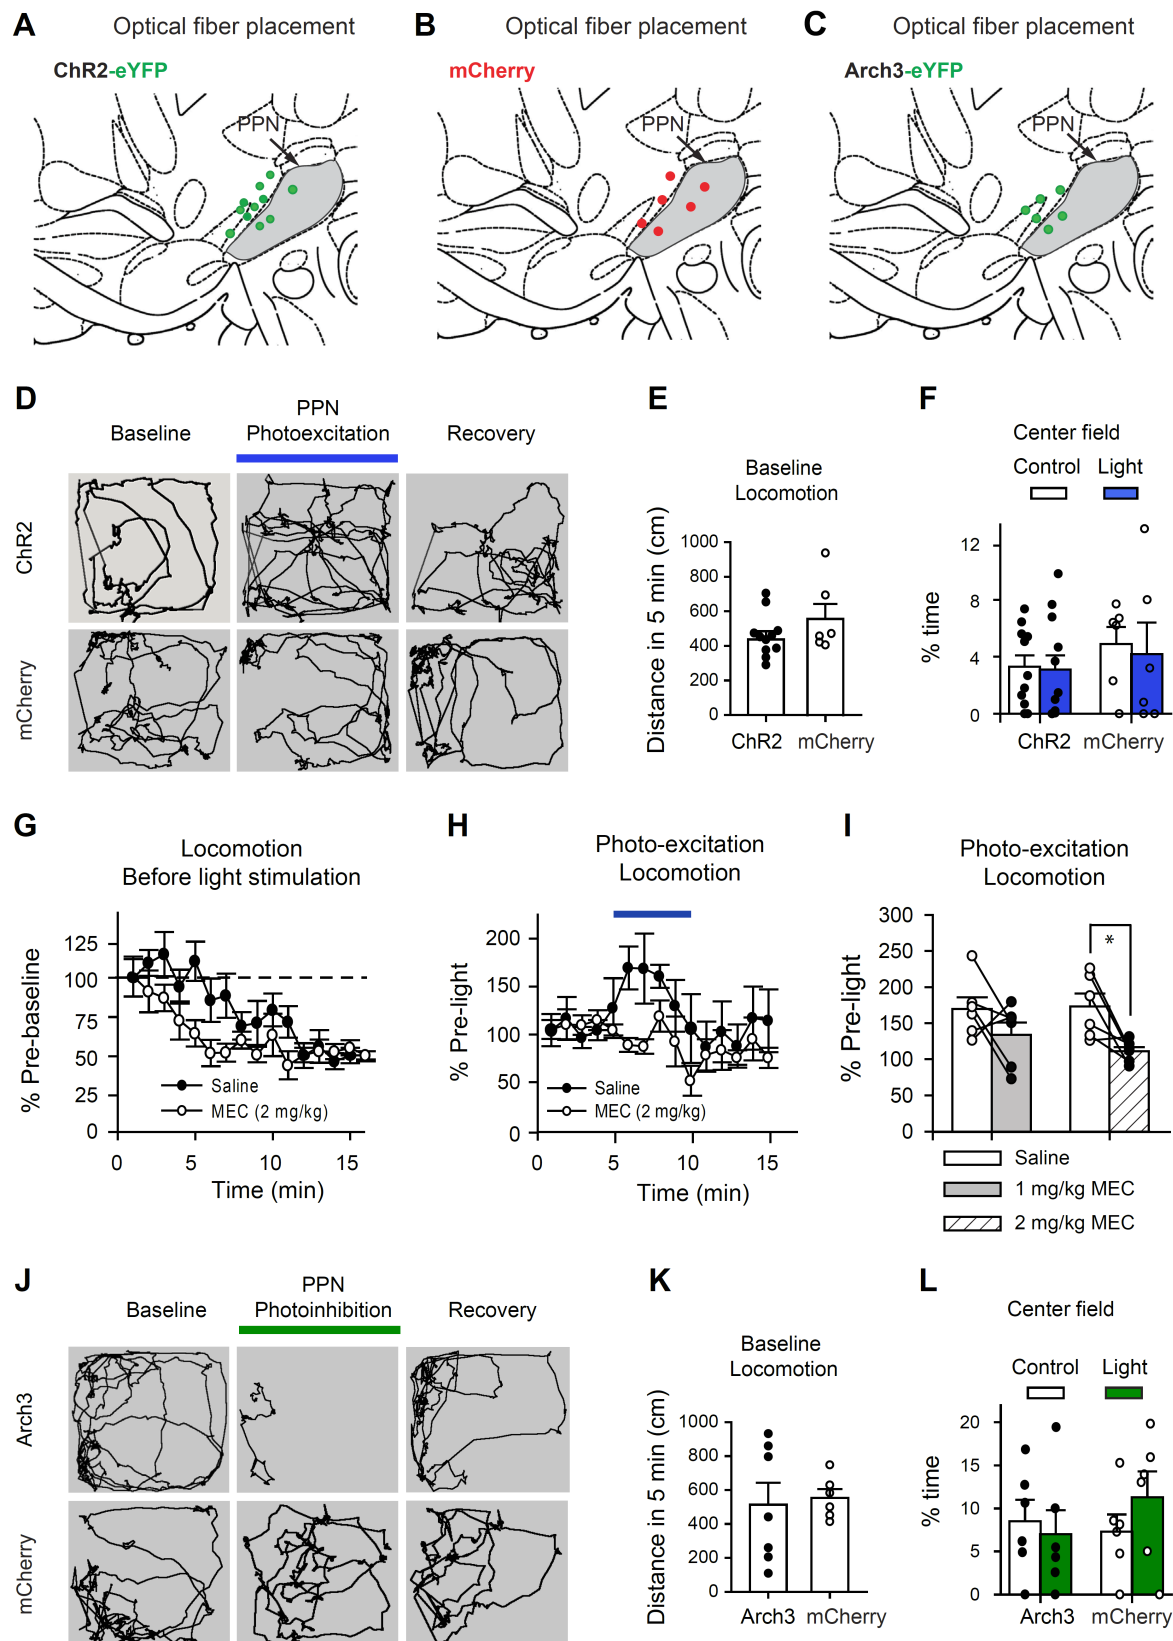 A Optical fiber placement
ChR2-eYFP
PPN
B Optical fiber placement
mCherry
PPN
C Optical fiber placement
Arch3-eYFP
PPN
D
Baseline
PPN
Photoexcitation
Recovery
ChR2
mCherry
E
Baseline
Locomotion
Distance in 5 min (cm)
1000
800
600
400
200
0
ChR2 mCherry
F
Center field
Control Light
% time
12
8
4
0
ChR2 mCherry
G
Locomotion
Before light stimulation
% Pre-baseline
125
100
75
50
25
0
Saline
MEC (2 mg/kg)
0 5 10 15
Time (min)
H
Photo-excitation
Locomotion
% Pre-light
200
150
100
50
0
Saline
MEC (2 mg/kg)
0 5 10 15
Time (min)
I
Photo-excitation
Locomotion
% Pre-light
300
250
200
150
100
50
0
*
Saline
1 mg/kg MEC
2 mg/kg MEC
J
Baseline
PPN
Photoinhibition
Recovery
Arch3
mCherry
K
Baseline
Locomotion
Distance in 5 min (cm)
1000
800
600
400
200
0
Arch3 mCherry
L
Center field
Control Light
% time
20
15
10
5
0
Arch3 mCherry